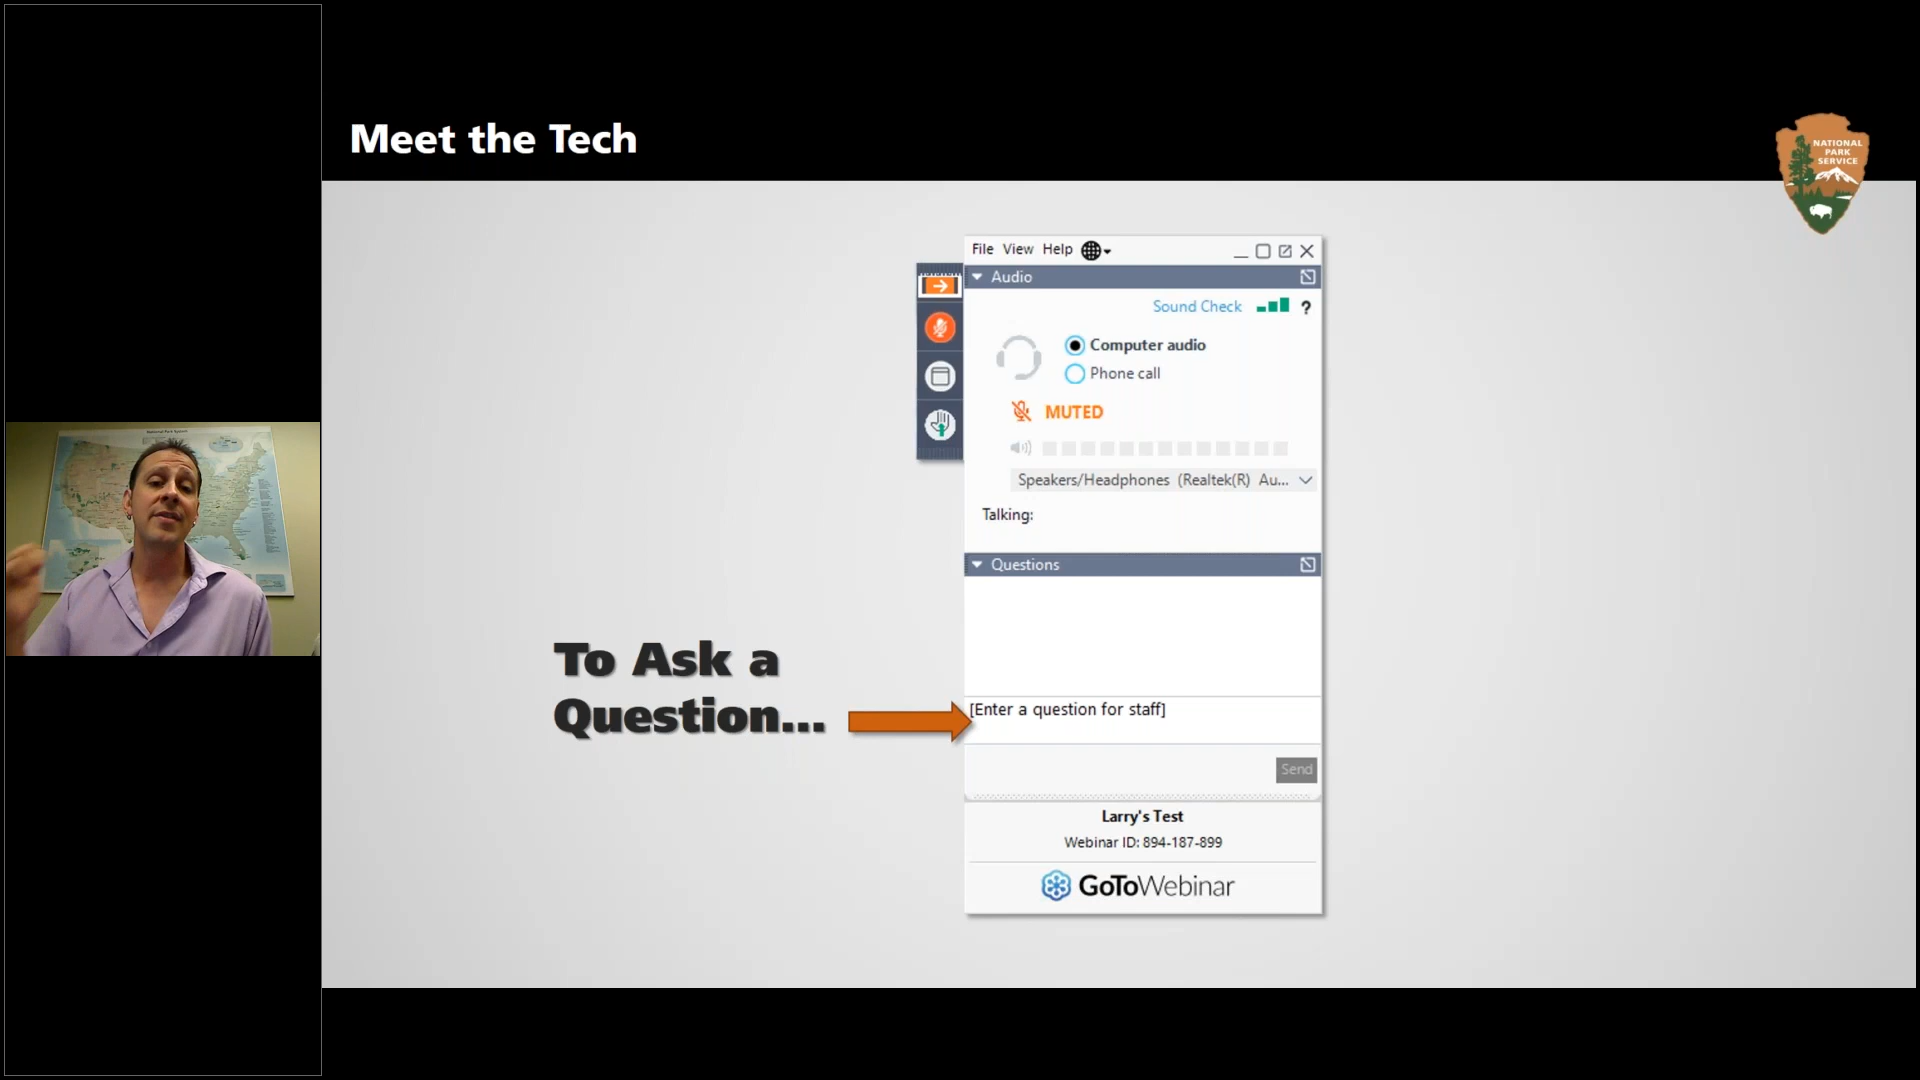 Meet the Tech
NATIONAL
PARK
SERVICE
File View Help
Audio
Sound Check ?
Computer audio
Phone call
MUTED
Speakers/Headphones (Realtek(R) Au...
Talking:
Questions
To Ask a
Question...
[Enter a question for staff]
Send
Larry's Test
Webinar ID: 894-187-899
GoToWebinar